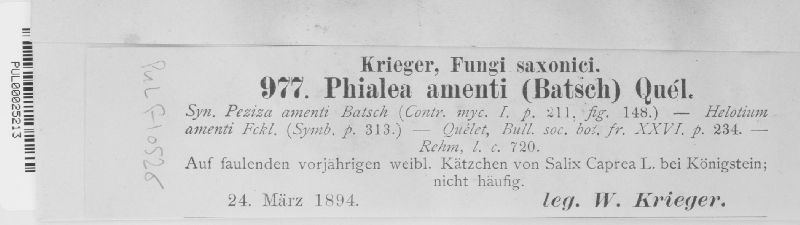 PUL00025213
PUL F10526
Krieger, Fungi saxonici.
977. Phialea amenti (Batsch) Quél.
Syn. Peziza amenti Batsch (Contr. myc. I. p. 211, fig. 148.) — Helotium
amenti Fckl. (Symb. p. 313.) — Quélet, Bull. soc. bot. fr. XXVI. p. 234. —
Rehm, l. c. 720.
Auf faulenden vorjährigen weibl. Kätzchen von Salix Caprea L. bei Königstein;
nicht häufig.
24. März 1894. leg. W. Krieger.